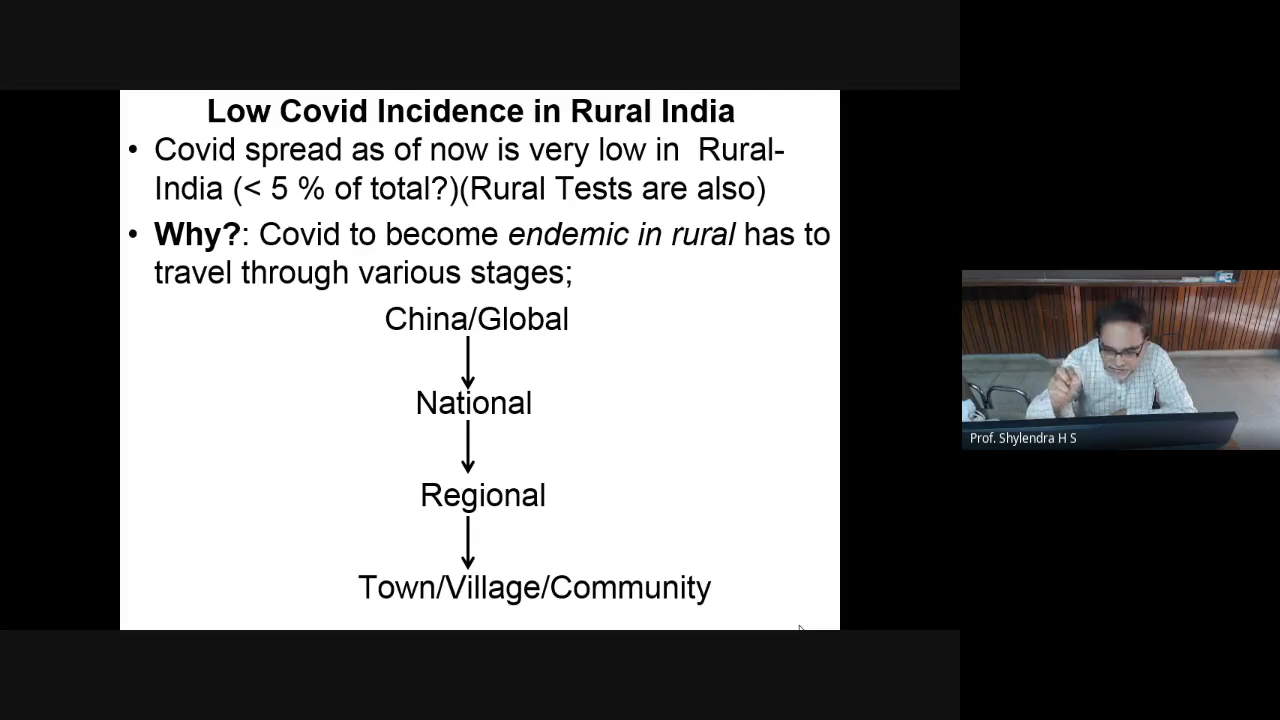 Low Covid Incidence in Rural India
• Covid spread as of now is very low in Rural-
India (< 5 % of total?)(Rural Tests are also)
• Why?: Covid to become endemic in rural has to
travel through various stages;
China/Global
National
Regional
Town/Village/Community
Prof. Shylendra H S